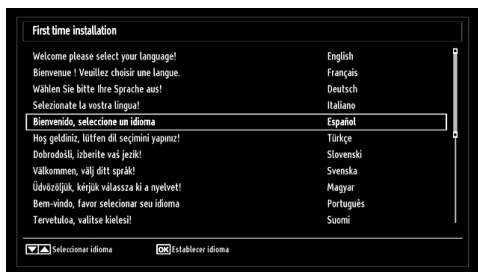 First time installation
Welcome please select your language! English
Bienvenue ! Veuillez choisir une langue. Français
Wählen Sie bitte Ihre Sprache aus! Deutsch
Selezionate la vostra lingua! Italiano
Bienvenido, seleccione un idioma Español
Hoş geldiniz, lütfen dil seçimini yapınız! Türkçe
Dobrodošli, izberite vaš jezik! Slovenski
Välkommen, välj ditt språk! Svenska
Üdvözöljük, kérjük válassza ki a nyelvet! Magyar
Bem-vindo, favor selecionar seu idioma Português
Tervetuloa, valitse kielesi! Suomi
Seleccionar idioma OK Establecer idioma